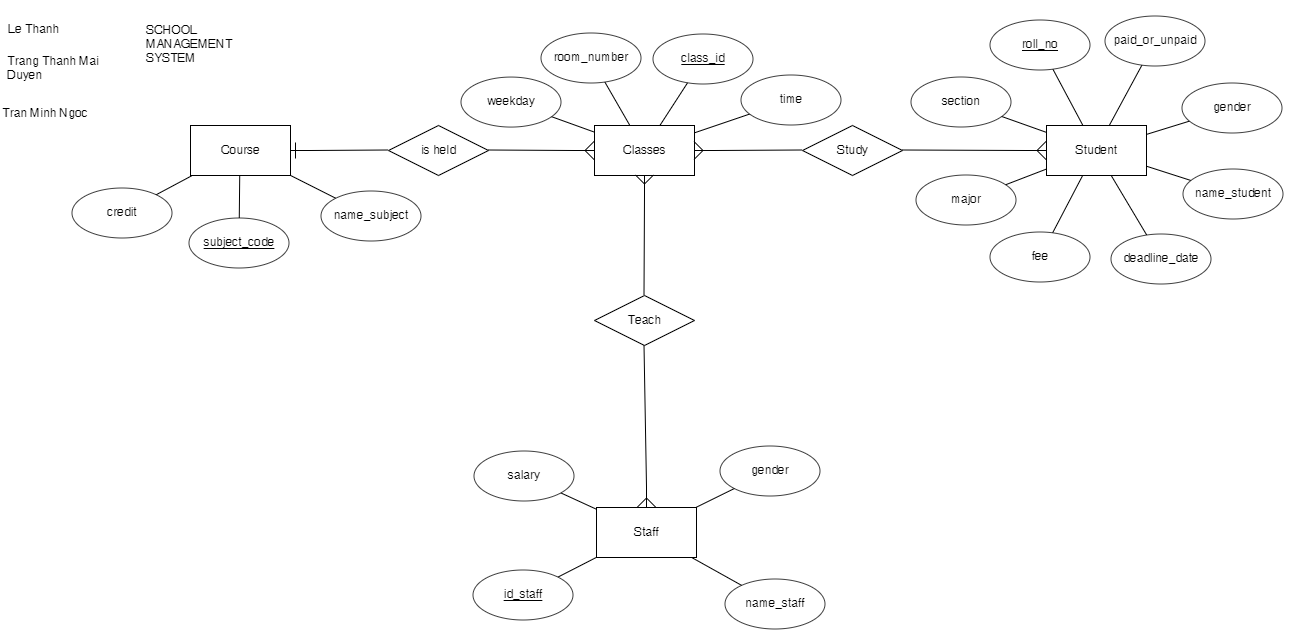 Le Thanh
Trang Thanh Mai
Duyen
Tran Minh Ngoc
SCHOOL
MANAGEMENT
SYSTEM
Course
credit
subject_code
name_subject
is held
weekday
room_number
class_id
time
Classes
Study
section
roll_no
paid_or_unpaid
gender
Student
major
name_student
fee
deadline_date
Teach
salary
gender
Staff
id_staff
name_staff